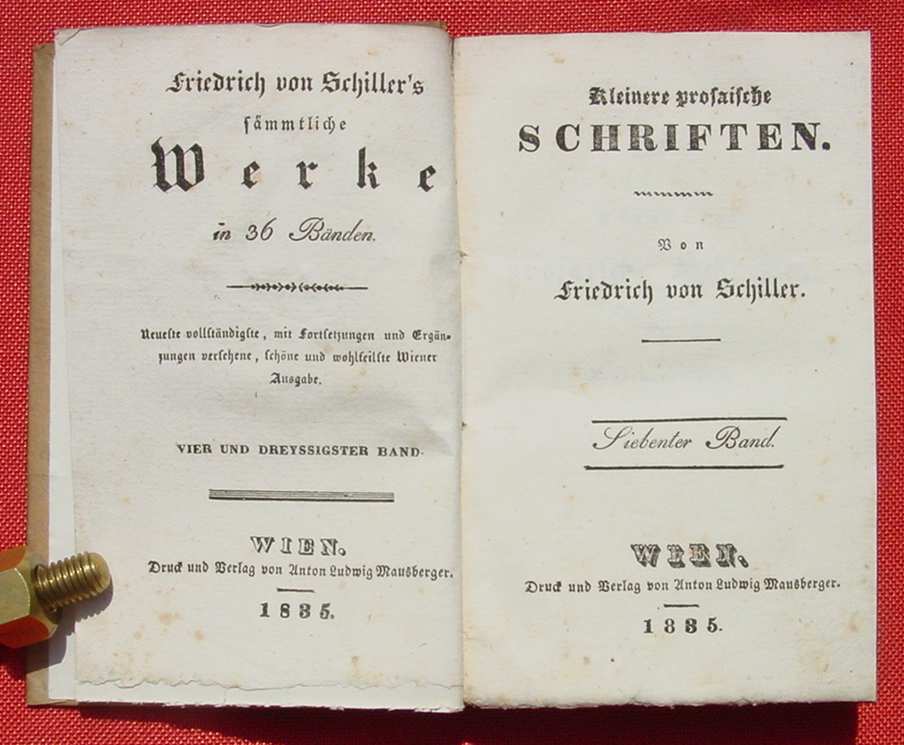 Friedrich von Schiller's
ſämmtliche
Werke
in 36 Bänden.
Neueſte vollſtändigſte, mit Fortſetzungen und Ergän-
zungen verſehene, ſchöne und wohlfeilſte Wiener
Ausgabe.
VIER UND DREYSSIGSTER BAND.
WIEN.
Druck und Verlag von Anton Ludwig Mausberger.
1835.
Kleinere proſaiſche
SCHRIFTEN.
Von
Friedrich von Schiller.
Siebenter Band.
WIEN.
Druck und Verlag von Anton Ludwig Mausberger.
1835.